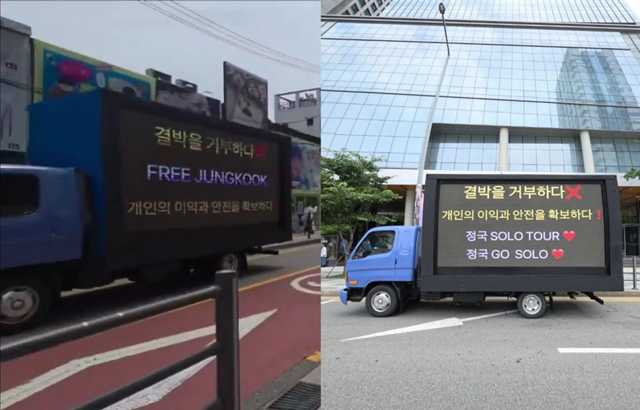 결박을 거부하다❌
FREE JUNGKOOK
개인의 이익과 안전을 확보하다
결박을 거부하다❌
개인의 이익과 안전을 확보하다❗
정국 SOLO TOUR ❤️
정국 GO SOLO ❤️